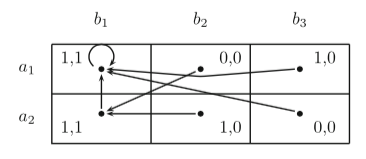 b₁ b₂ b₃
a₁ 1,1 0,0 1,0
a₂ 1,1 1,0 0,0